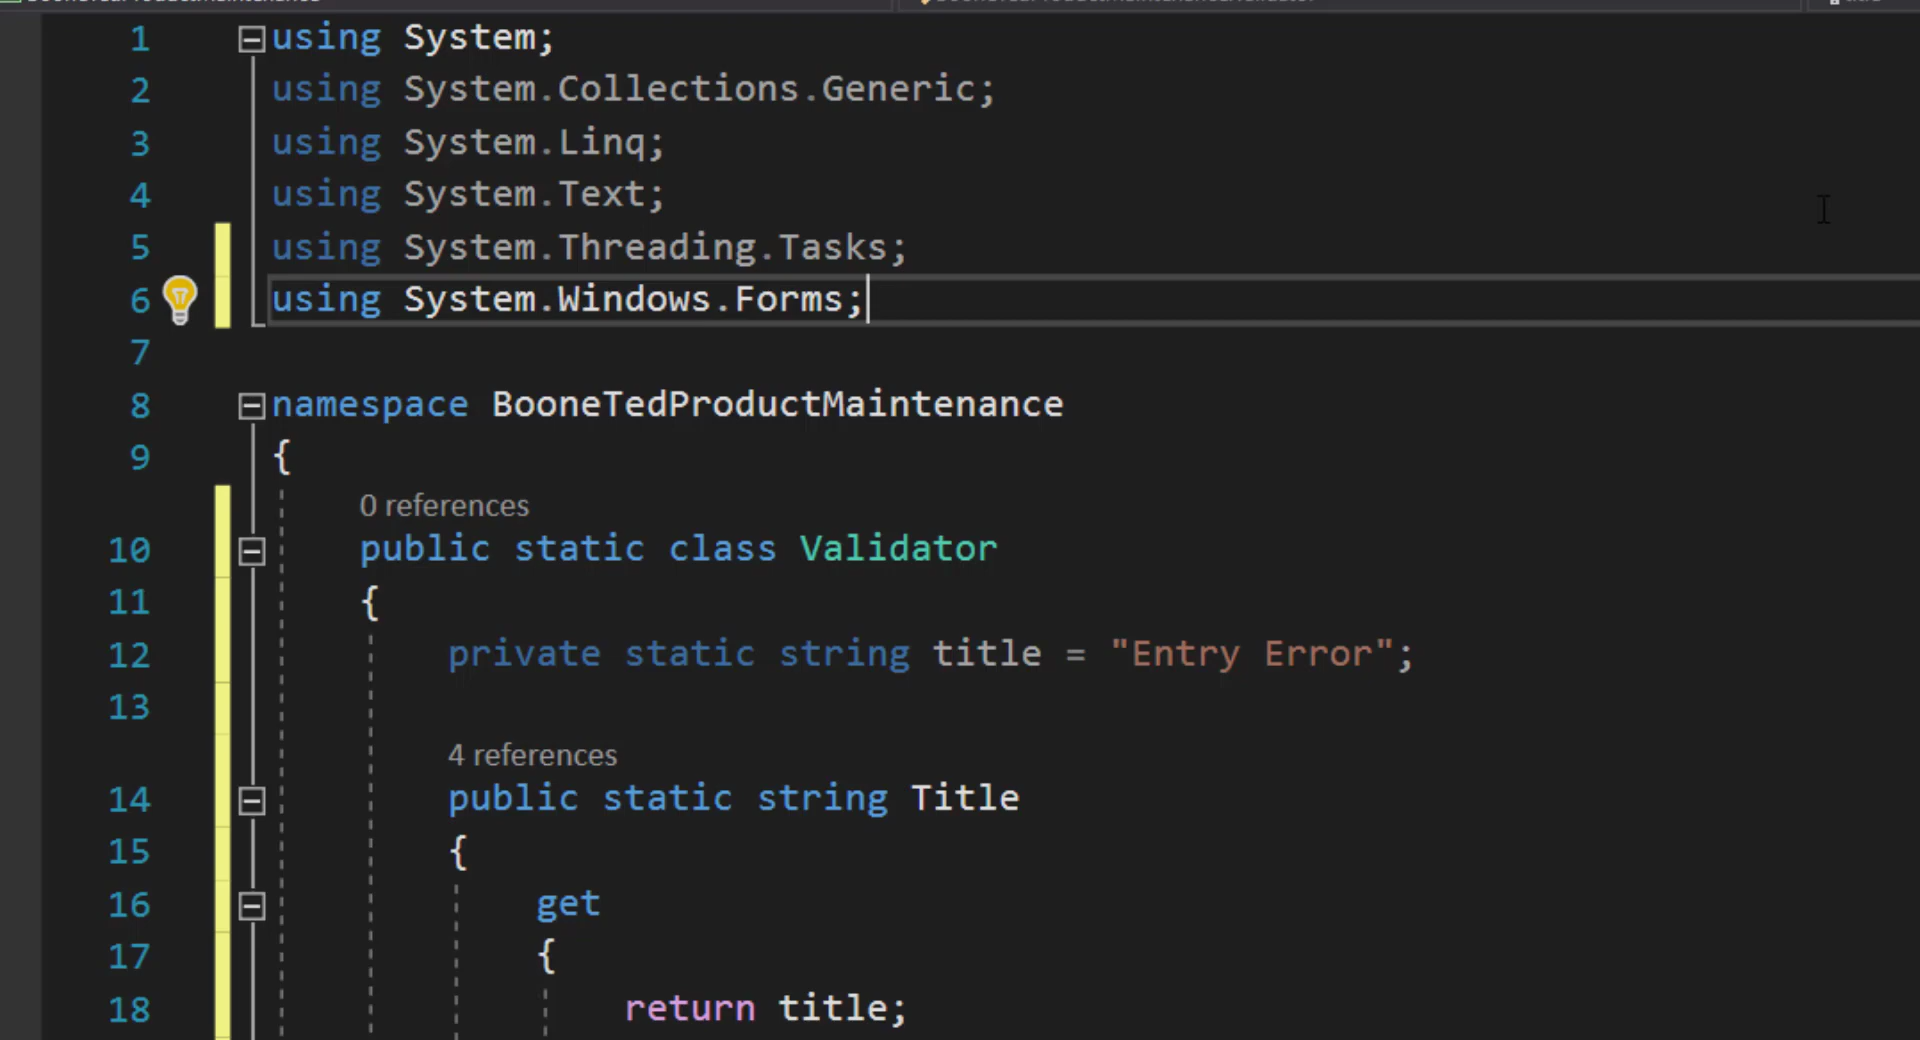 1 using System;
2 using System.Collections.Generic;
3 using System.Linq;
4 using System.Text;
5 using System.Threading.Tasks;
6 using System.Windows.Forms;
7
8 namespace BooneTedProductMaintenance
9 {
0 references
10 public static class Validator
11 {
12 private static string title = "Entry Error";
13
4 references
14 public static string Title
15 {
16 get
17 {
18 return title;